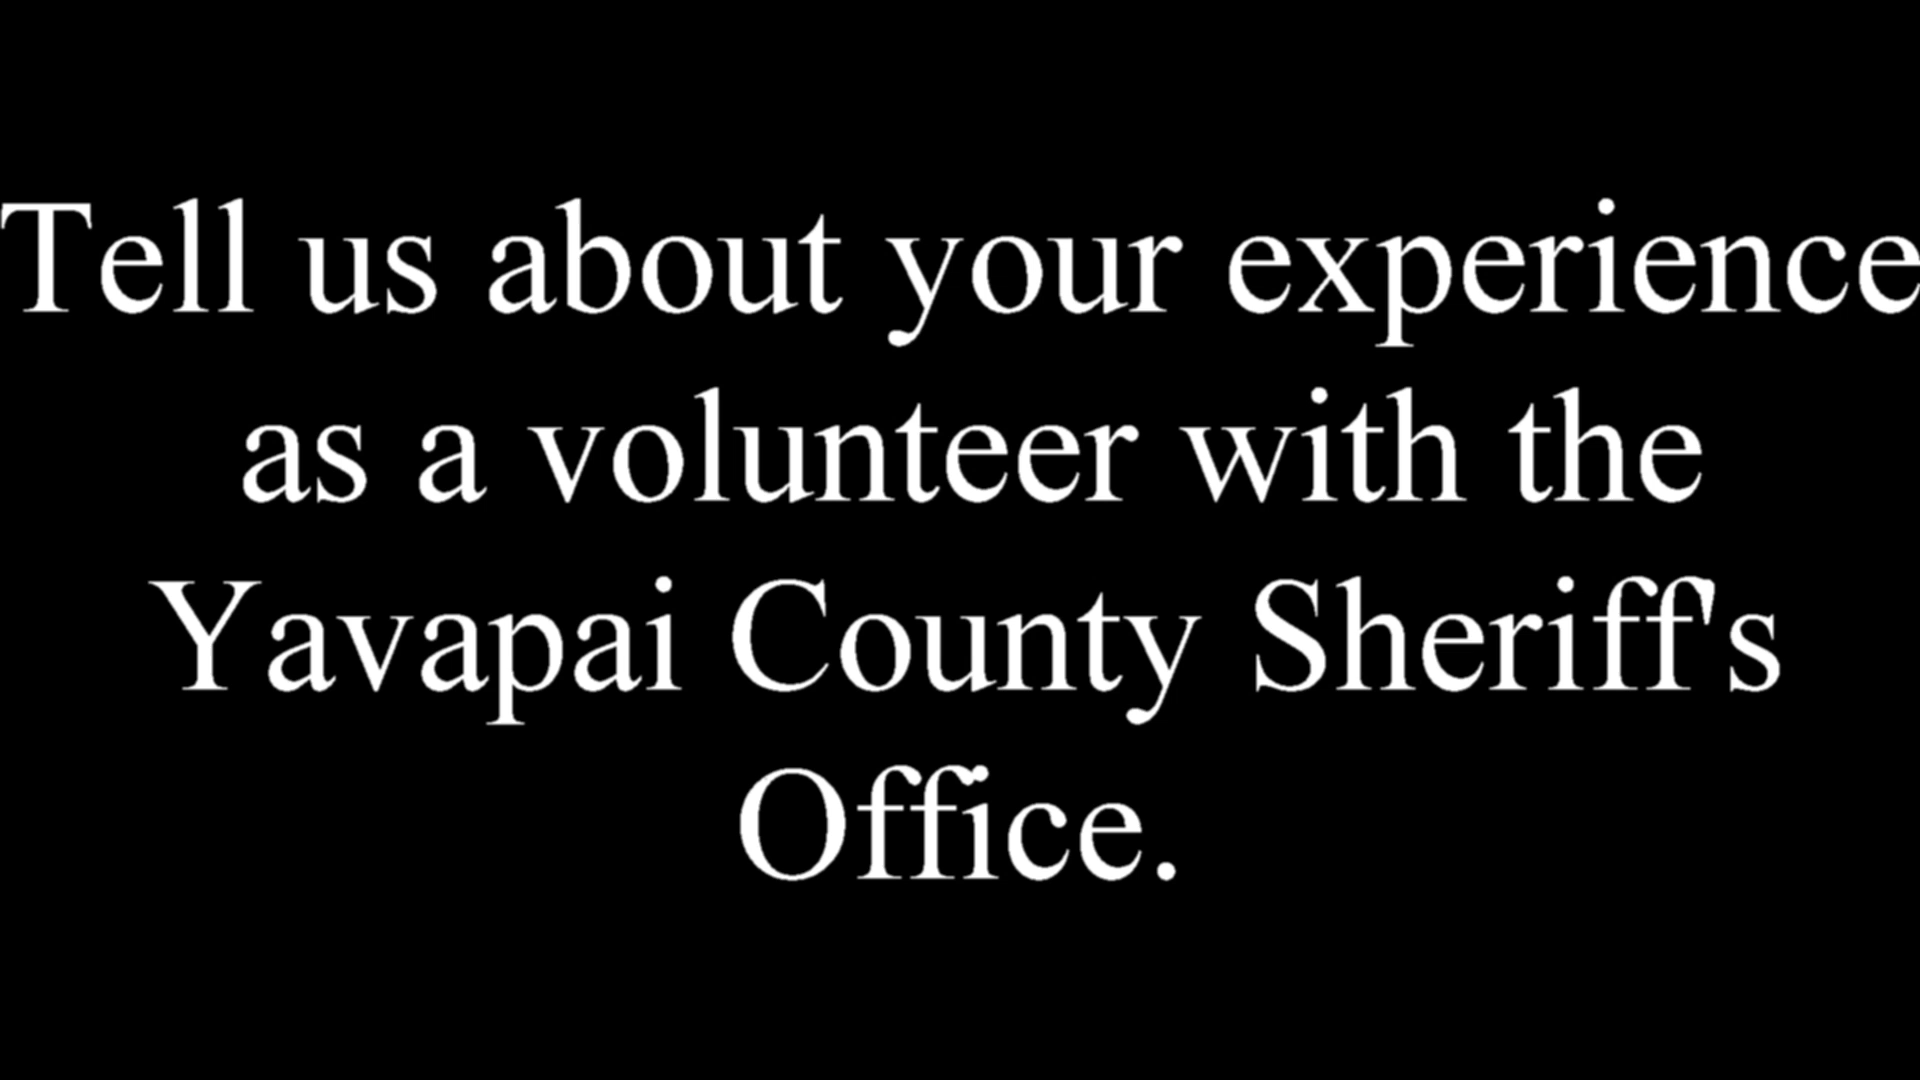 Tell us about your experience
as a volunteer with the
Yavapai County Sheriff's
Office.